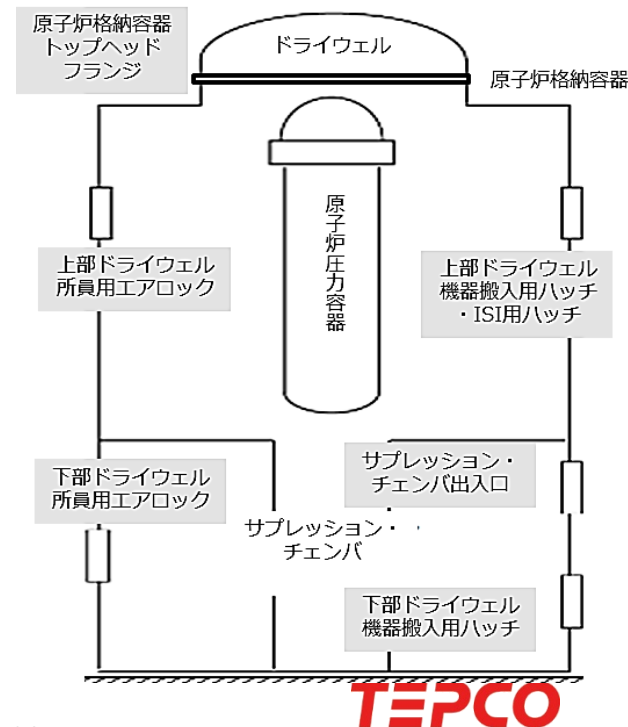 原子炉格納容器
トップヘッド
フランジ
ドライウェル
原子炉格納容器
原子炉圧力容器
上部ドライウェル
所員用エアロック
上部ドライウェル
機器搬入用ハッチ
・ISI用ハッチ
下部ドライウェル
所員用エアロック
サプレッション・
チェンバ出入口
サプレッション・
チェンバ
下部ドライウェル
機器搬入用ハッチ
TEPCO